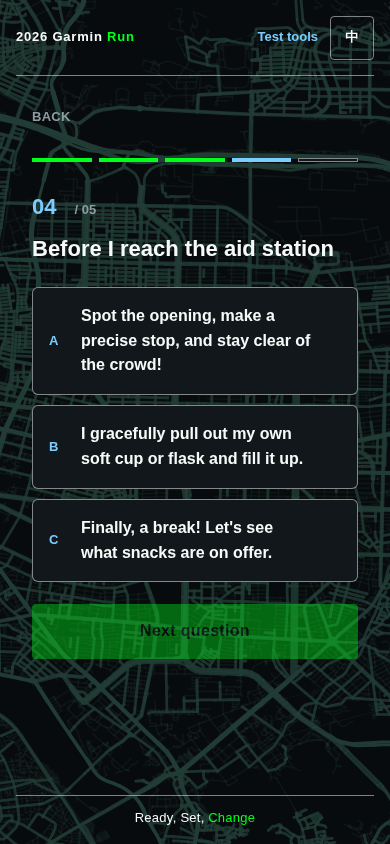 2026 Garmin Run
Test tools
中
BACK
04 / 05
Before I reach the aid station
A
Spot the opening, make a
precise stop, and stay clear of
the crowd!
B
I gracefully pull out my own
soft cup or flask and fill it up.
C
Finally, a break! Let's see
what snacks are on offer.
Next question
Ready, Set, Change